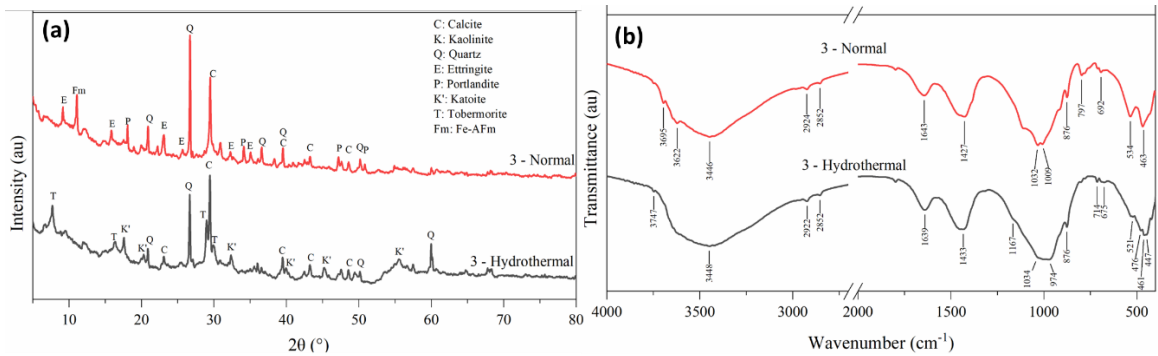 (a)
C: Calcite
K: Kaolinite
Q: Quartz
E: Ettringite
P: Portlandite
K': Katoite
T: Tobermorite
Fm: Fe-AFm
E
Fm
E
P
Q
E
E
Q
C
E
P
E
Q
Q
C
C
P
C
Q
P
3 - Normal
T
T
K'
K'
Q
C
Q
T
C
T
K'
C
K'
C
K'
C
Q
K'
Q
3 - Hydrothermal
Intensity (au)
10 20 30 40 50 60 70 80
2θ (°)
(b)
3 - Normal
3695
3622
3446
2924
2852
1643
1427
1032
1009
876
797
692
534
463
3 - Hydrothermal
3747
3448
2922
2852
1639
1433
1167
1034
974
876
714
675
521
476
461
447
Transmittance (au)
4000 3500 3000 2500 2000 1500 1000 500
Wavenumber (cm⁻¹)